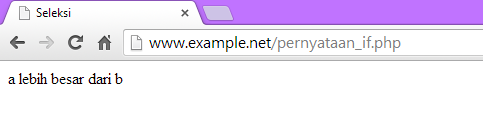 Seleksi
www.example.net/pernyataan_if.php
a lebih besar dari b